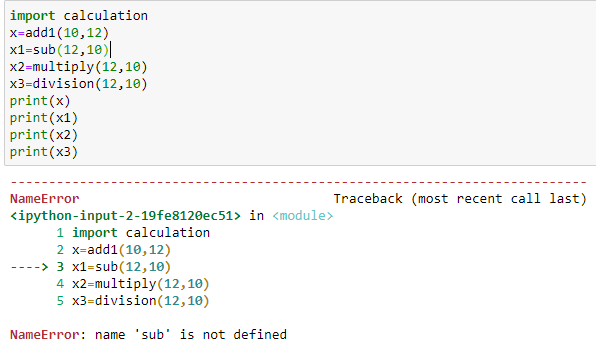 import calculation
x=add1(10,12)
x1=sub(12,10)
x2=multiply(12,10)
x3=division(12,10)
print(x)
print(x1)
print(x2)
print(x3)
---------------------------------------------------------------------------
NameError                                 Traceback (most recent call last)
<ipython-input-2-19fe8120ec51> in <module>
      1 import calculation
      2 x=add1(10,12)
----> 3 x1=sub(12,10)
      4 x2=multiply(12,10)
      5 x3=division(12,10)
NameError: name 'sub' is not defined